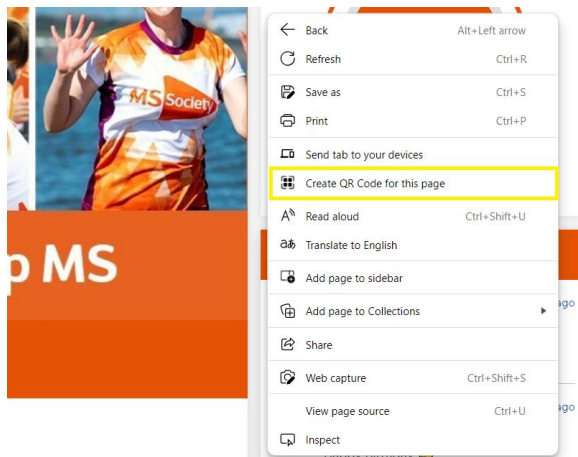 MS Society
p MS
Back Alt+Left arrow
Refresh Ctrl+R
Save as Ctrl+S
Print Ctrl+P
Send tab to your devices
Create QR Code for this page
Read aloud Ctrl+Shift+U
Translate to English
Add page to sidebar
Add page to Collections
ago
Share
Web capture Ctrl+Shift+S
View page source Ctrl+U
ago
Inspect